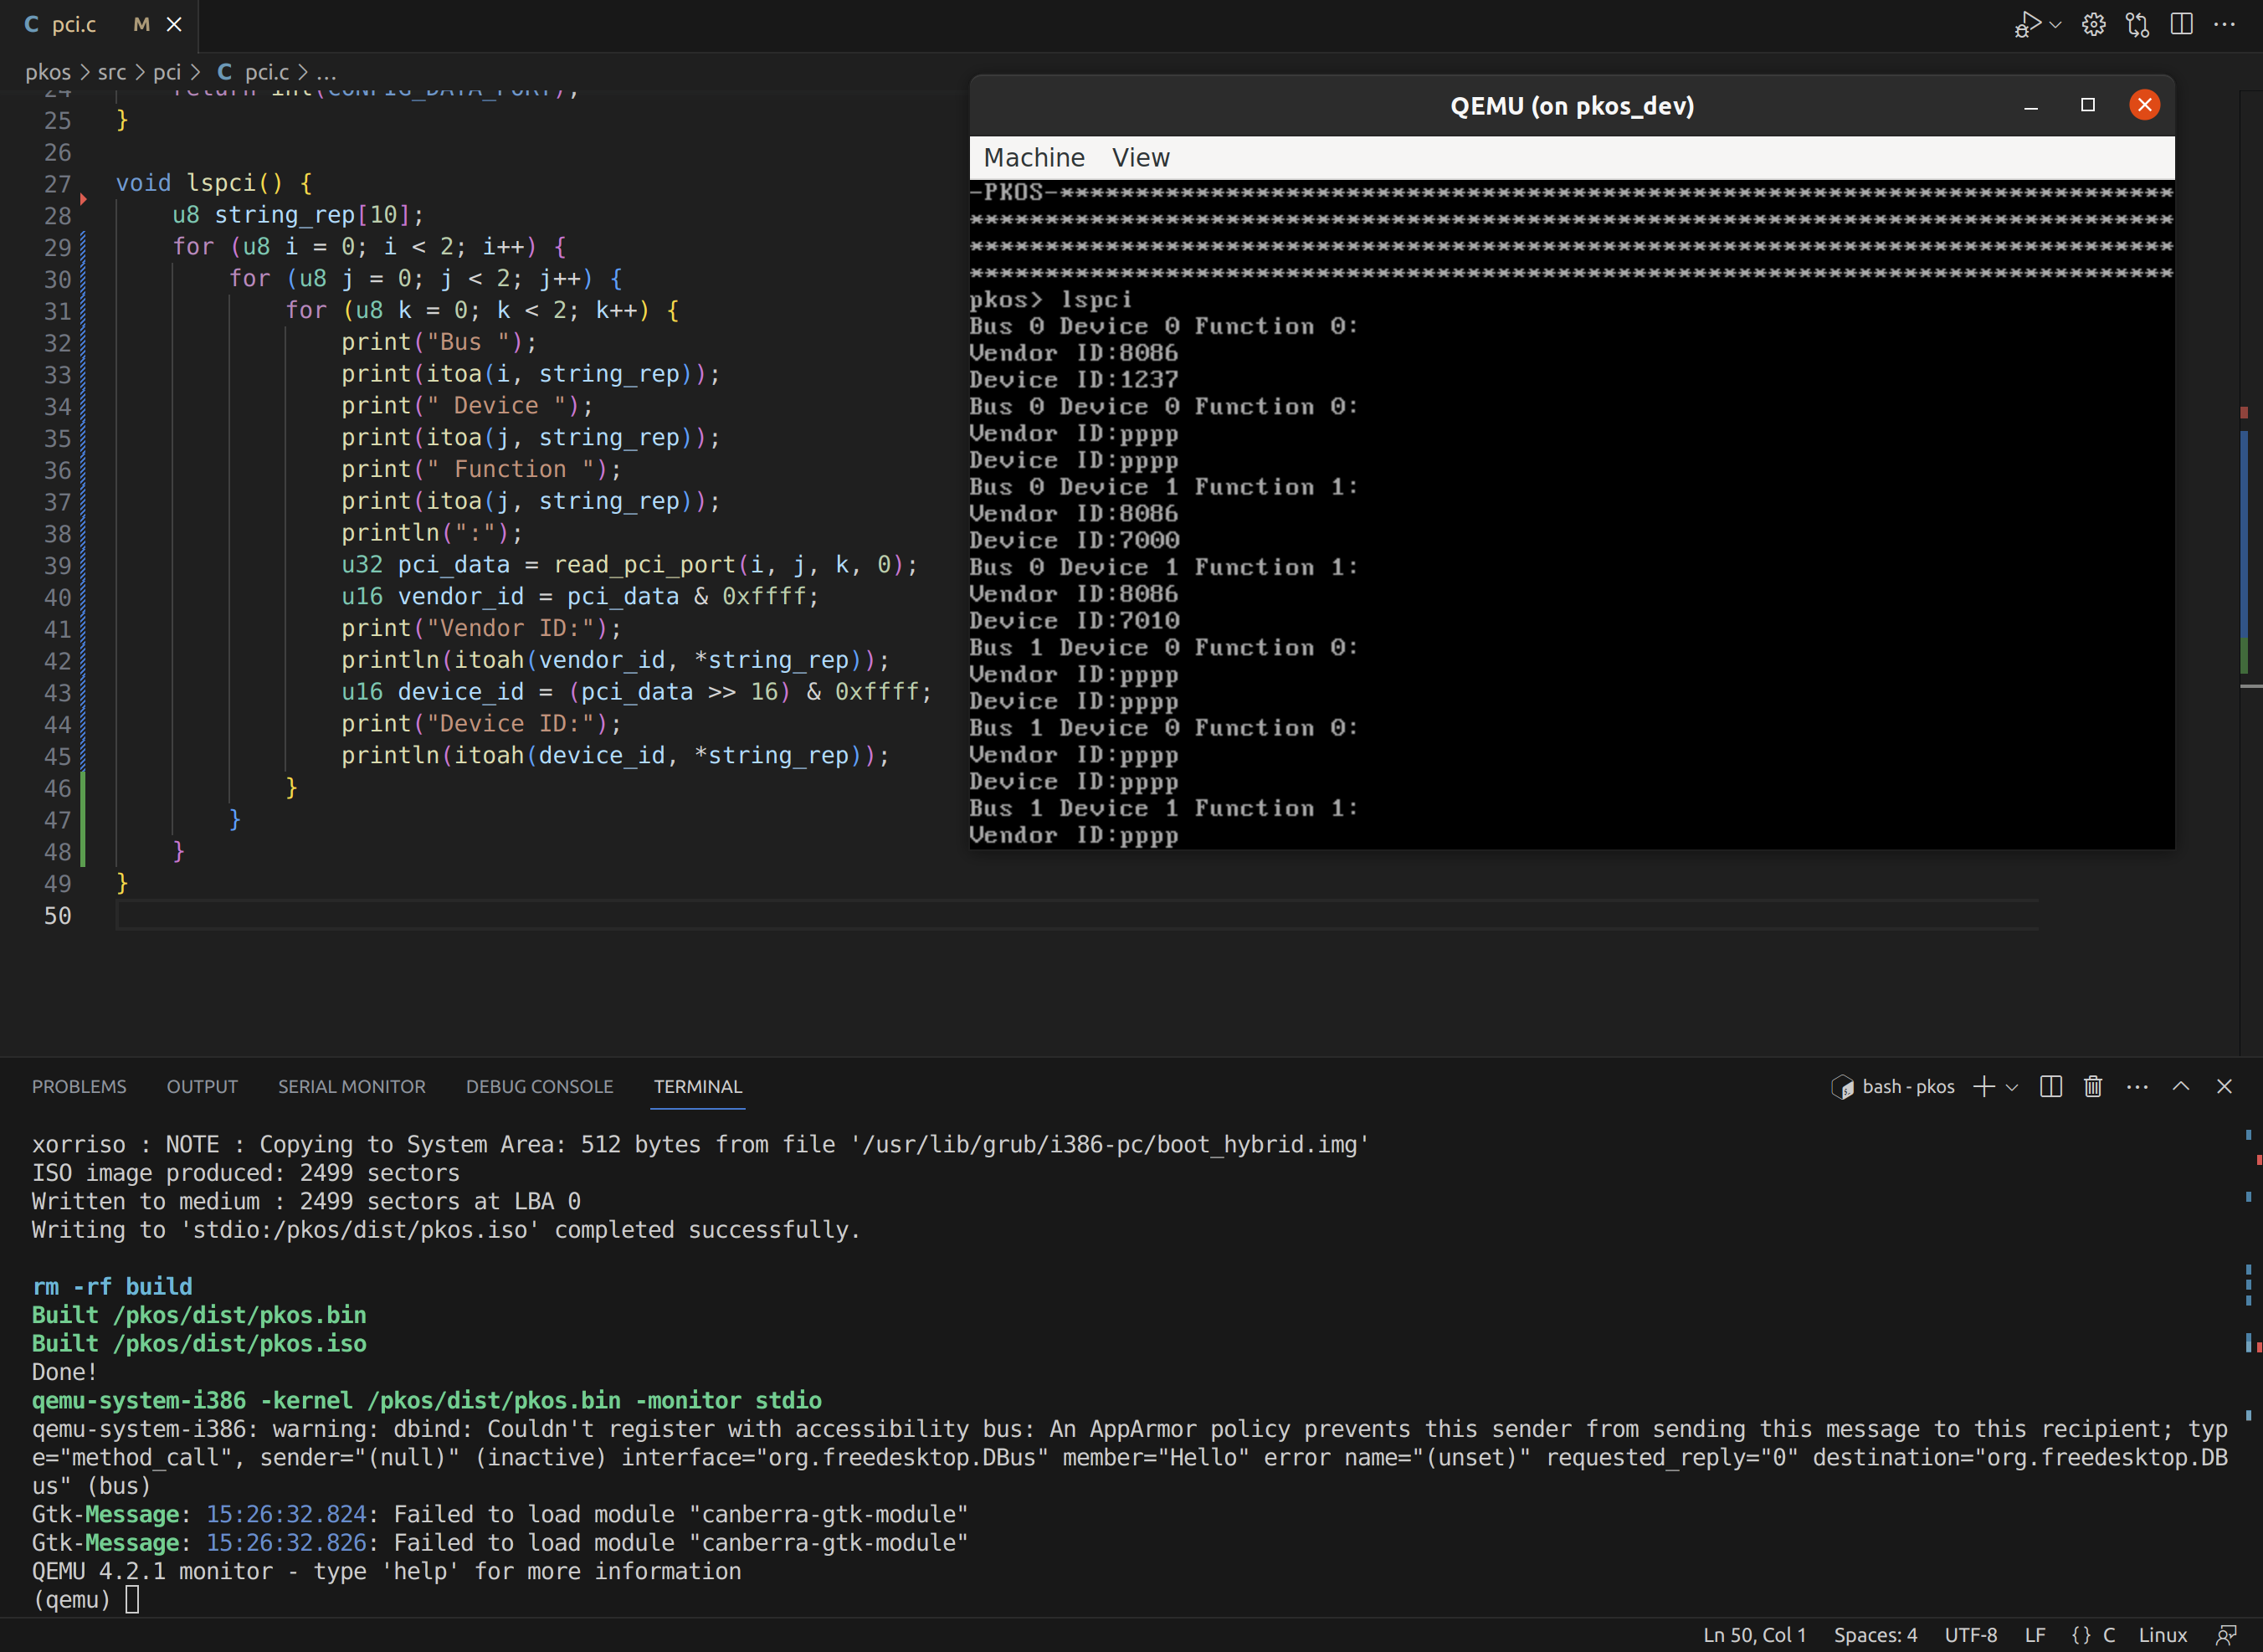 C pci.c M
pkos > src > pci > C pci.c > ...
24 return inl(CONFIG_DATA_PORT);
25 }
26
27 void lspci() {
28 u8 string_rep[10];
29 for (u8 i = 0; i < 2; i++) {
30 for (u8 j = 0; j < 2; j++) {
31 for (u8 k = 0; k < 2; k++) {
32 print("Bus ");
33 print(itoa(i, string_rep));
34 print(" Device ");
35 print(itoa(j, string_rep));
36 print(" Function ");
37 print(itoa(j, string_rep));
38 println(":");
39 u32 pci_data = read_pci_port(i, j, k, 0);
40 u16 vendor_id = pci_data & 0xffff;
41 print("Vendor ID:");
42 println(itoah(vendor_id, *string_rep));
43 u16 device_id = (pci_data >> 16) & 0xffff;
44 print("Device ID:");
45 println(itoah(device_id, *string_rep));
46 }
47 }
48 }
49 }
50
QEMU (on pkos_dev)
Machine View
-PKOS-**************************************************************************
********************************************************************************
********************************************************************************
********************************************************************************
pkos> lspci
Bus 0 Device 0 Function 0:
Vendor ID:8086
Device ID:1237
Bus 0 Device 0 Function 0:
Vendor ID:pppp
Device ID:pppp
Bus 0 Device 1 Function 1:
Vendor ID:8086
Device ID:7000
Bus 0 Device 1 Function 1:
Vendor ID:8086
Device ID:7010
Bus 1 Device 0 Function 0:
Vendor ID:pppp
Device ID:pppp
Bus 1 Device 0 Function 0:
Vendor ID:pppp
Device ID:pppp
Bus 1 Device 1 Function 1:
Vendor ID:pppp
PROBLEMS OUTPUT SERIAL MONITOR DEBUG CONSOLE TERMINAL
bash - pkos
xorriso : NOTE : Copying to System Area: 512 bytes from file '/usr/lib/grub/i386-pc/boot_hybrid.img'
ISO image produced: 2499 sectors
Written to medium : 2499 sectors at LBA 0
Writing to 'stdio:/pkos/dist/pkos.iso' completed successfully.
rm -rf build
Built /pkos/dist/pkos.bin
Built /pkos/dist/pkos.iso
Done!
qemu-system-i386 -kernel /pkos/dist/pkos.bin -monitor stdio
qemu-system-i386: warning: dbind: Couldn't register with accessibility bus: An AppArmor policy prevents this sender from sending this message to this recipient; typ
e="method_call", sender="(null)" (inactive) interface="org.freedesktop.DBus" member="Hello" error name="(unset)" requested_reply="0" destination="org.freedesktop.DB
us" (bus)
Gtk-Message: 15:26:32.824: Failed to load module "canberra-gtk-module"
Gtk-Message: 15:26:32.826: Failed to load module "canberra-gtk-module"
QEMU 4.2.1 monitor - type 'help' for more information
(qemu)
Ln 50, Col 1 Spaces: 4 UTF-8 LF {} C Linux